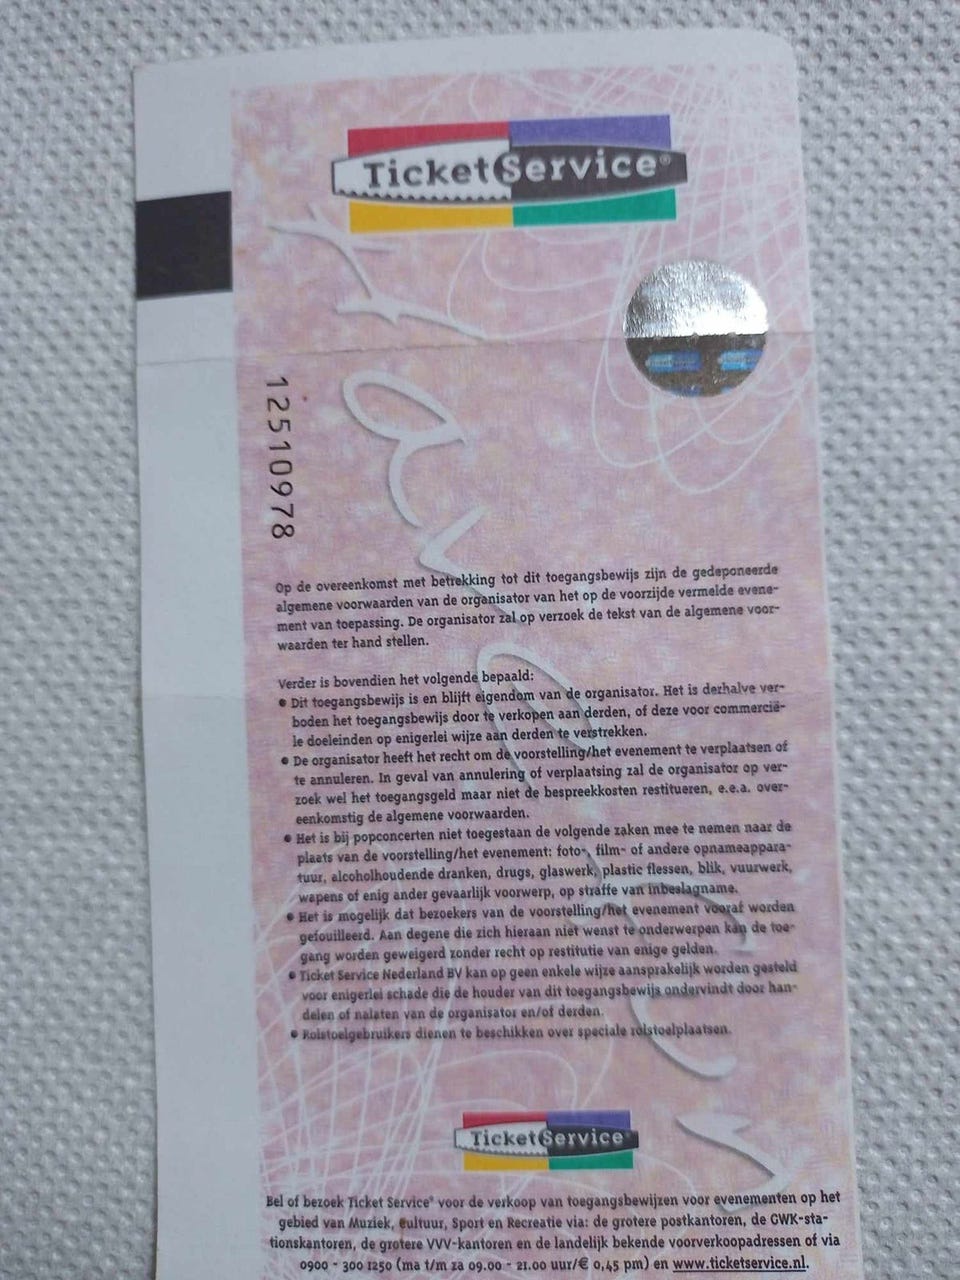 TicketService®
12510978
Op de overeenkomst met betrekking tot dit toegangsbewijs zijn de gedeponeerde
algemene voorwaarden van de organisator van het op de voorzijde vermelde evene-
ment van toepassing. De organisator zal op verzoek de tekst van de algemene voor-
waarden ter hand stellen.
Verder is bovendien het volgende bepaald:
• Dit toegangsbewijs is en blijft eigendom van de organisator. Het is derhalve ver-
boden het toegangsbewijs door te verkopen aan derden, of deze voor commercië-
le doeleinden op enigerlei wijze aan derden te verstrekken.
• De organisator heeft het recht om de voorstelling/het evenement te verplaatsen of
te annuleren. In geval van annulering of verplaatsing zal de organisator op ver-
zoek wel het toegangsgeld maar niet de bespreekkosten restitueren, e.e.a. over-
eenkomstig de algemene voorwaarden.
• Het is bij popconcerten niet toegestaan de volgende zaken mee te nemen naar de
plaats van de voorstelling/het evenement: foto-, film- of andere opnameappara-
tuur, alcoholhoudende dranken, drugs, glaswerk, plastic flessen, blik, vuurwerk,
wapens of enig ander gevaarlijk voorwerp, op straffe van inbeslagname.
• Het is mogelijk dat bezoekers van de voorstelling/het evenement vooraf worden
gefouilleerd. Aan degene die zich hieraan niet wenst te onderwerpen kan de toe-
gang worden geweigerd zonder recht op restitutie van enige gelden.
• Ticket Service Nederland BV kan op geen enkele wijze aansprakelijk worden gesteld
voor enigerlei schade die de houder van dit toegangsbewijs ondervindt door han-
delen of nalaten van de organisator en/of derden.
• Rolstoelgebruikers dienen te beschikken over speciale rolstoelplaatsen.
TicketService®
Bel of bezoek Ticket Service® voor de verkoop van toegangsbewijzen voor evenementen op het
gebied van Muziek, Cultuur, Sport en Recreatie via: de grotere postkantoren, de GWK-sta-
tionskantoren, de grotere VVV-kantoren en de landelijk bekende voorverkoopadressen of via
0900 - 300 1250 (ma t/m za 09.00 - 21.00 uur/€ 0,45 pm) en www.ticketservice.nl.